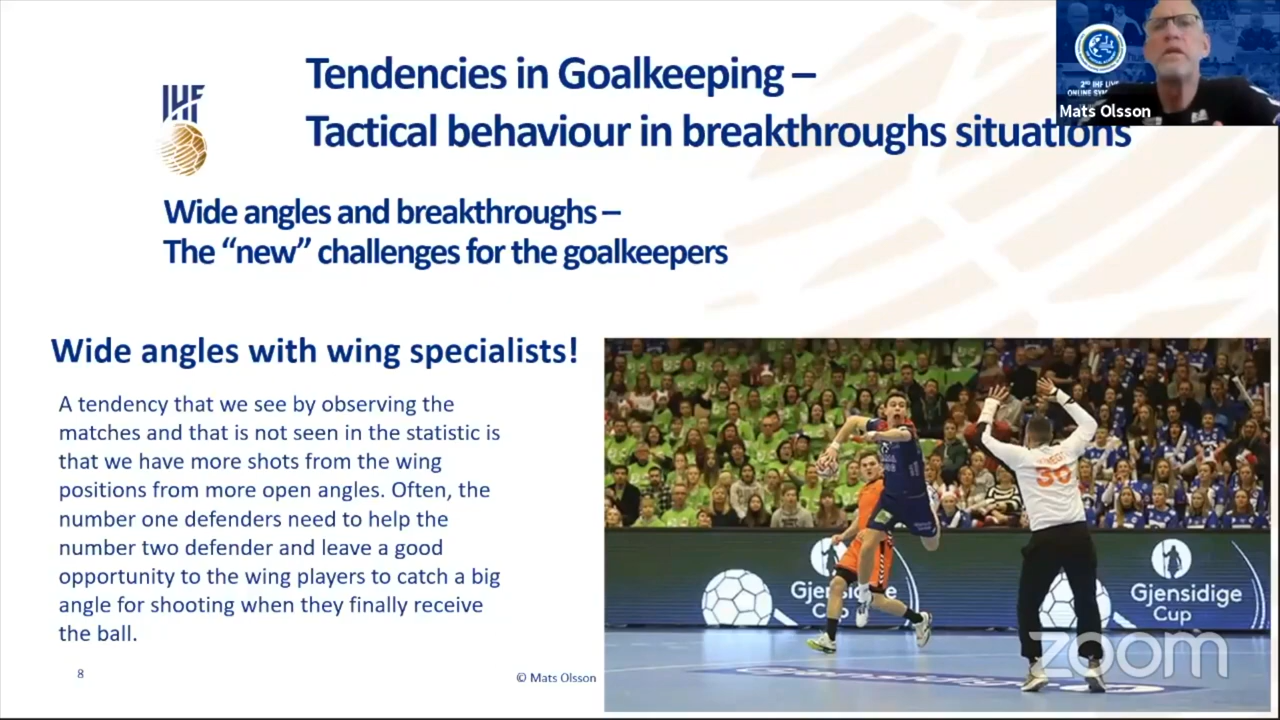 Tendencies in Goalkeeping –
Tactical behaviour in breakthroughs situations
IHF
2ND IHF LIVE
Mats Olsson
Wide angles and breakthroughs –
The “new” challenges for the goalkeepers
Wide angles with wing specialists!
A tendency that we see by observing the
matches and that is not seen in the statistic is
that we have more shots from the wing
positions from more open angles. Often, the
number one defenders need to help the
number two defender and leave a good
opportunity to the wing players to catch a big
angle for shooting when they finally receive
the ball.
8
© Mats Olsson
Gjensidige
Cup
Gjensidige
Cup
30
zoom